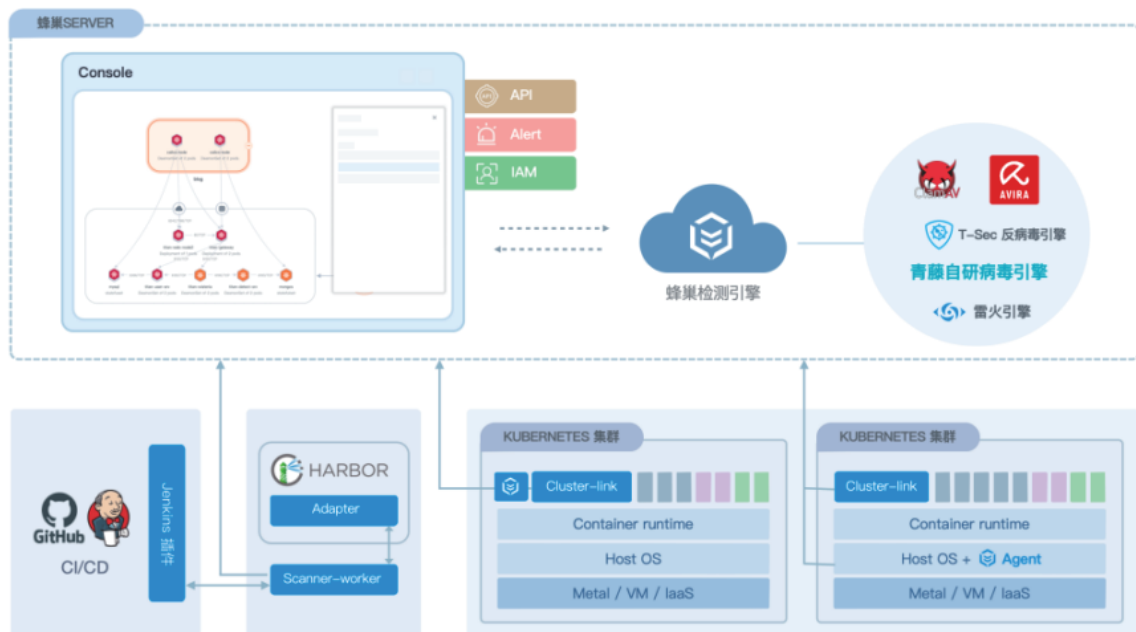 蜂巢SERVER
Console
API
Alert
IAM
ClamAV
AVIRA
T-Sec 反病毒引擎
青藤自研病毒引擎
雷火引擎
蜂巢检测引擎
GitHub
CI/CD
Jenkins 插件
HARBOR
Adapter
Scanner-worker
KUBERNETES 集群
Cluster-link
Container runtime
Host OS
Metal / VM / IaaS
KUBERNETES 集群
Cluster-link
Container runtime
Host OS + Agent
Metal / VM / IaaS